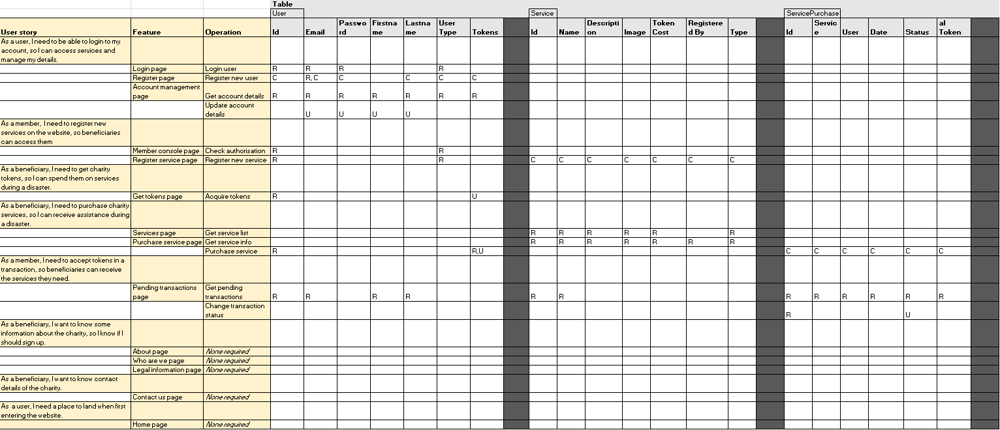 Table
User Service ServicePurchase
User story Feature Operation Id Email Passwo rd Firstna me Lastna me User Type Tokens Id Name Descripti on Image Token Cost Registere d By Type Id Servic e User Date Status al Token
As a user, I need to be able to login to my
account, so I can access services and
manage my details.
Login page Login user R R R R
Register page Register new user C R,C C C C C
Account management
page Get account details R R R R R R R
Update account
details U U U U
As a member, I need to register new
services on the website, so beneficiaries
can access them
Member console page Check authorisation R R
Register service page Register new service R R C C C C C C C
As a beneficiary, I need to get charity
tokens, so I can spend them on services
during a disaster.
Get tokens page Acquire tokens R U
As a beneficiary, I need to purchase charity
services, so I can receive assistance during
a disaster.
Services page Get service list R R R R R R
Purchase service page Get service info R R R R R R R
Purchase service R R,U C C C C C C
As a member, I need to accept tokens in a
transaction, so beneficiaries can receive
the services they need.
Pending transactions Get pending
page transactions R R R R R R R R R R R R
Change transaction
status R U
As a beneficiary, I want to know some
information about the charity, so I know if I
should sign up.
About page None required
Who are we page None required
Legal information page None required
As a beneficiary, I want to know contact
details of the charity.
Contact us page None required
As a user, I need a place to land when first
entering the website.
Home page None required